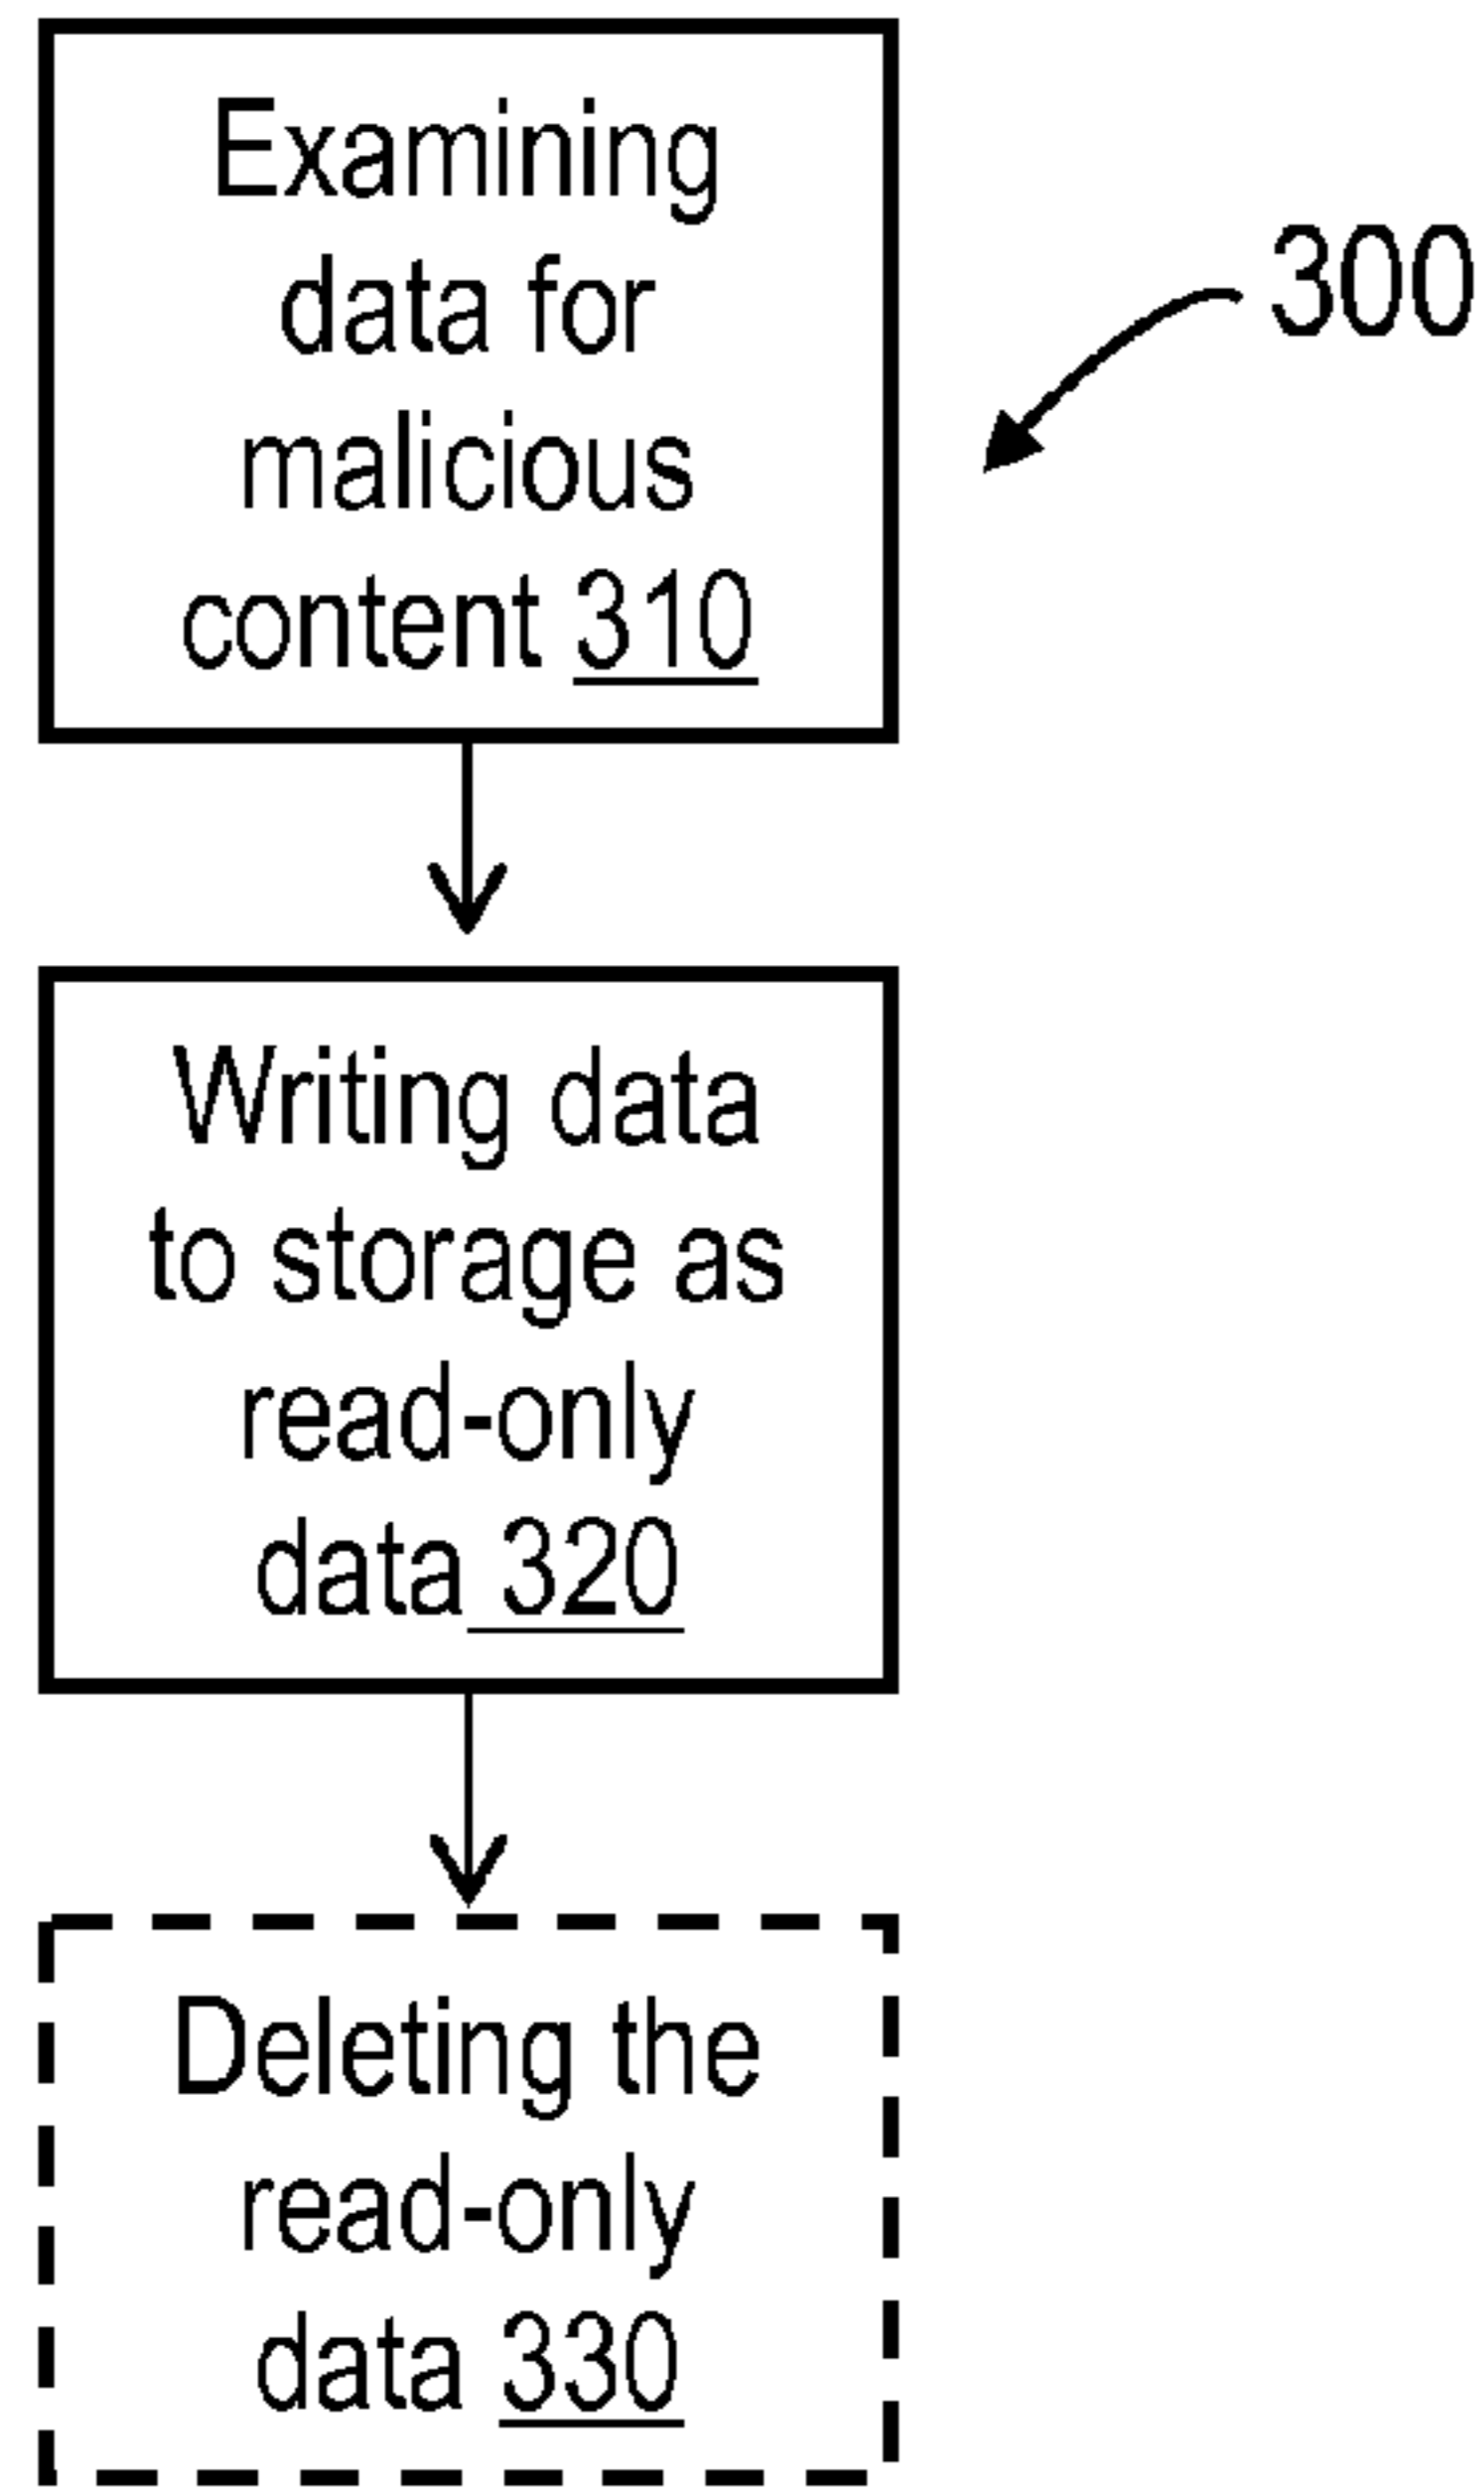 Examining
data for
malicious
content 310
300
Writing data
to storage as
read-only
data 320
Deleting the
read-only
data 330